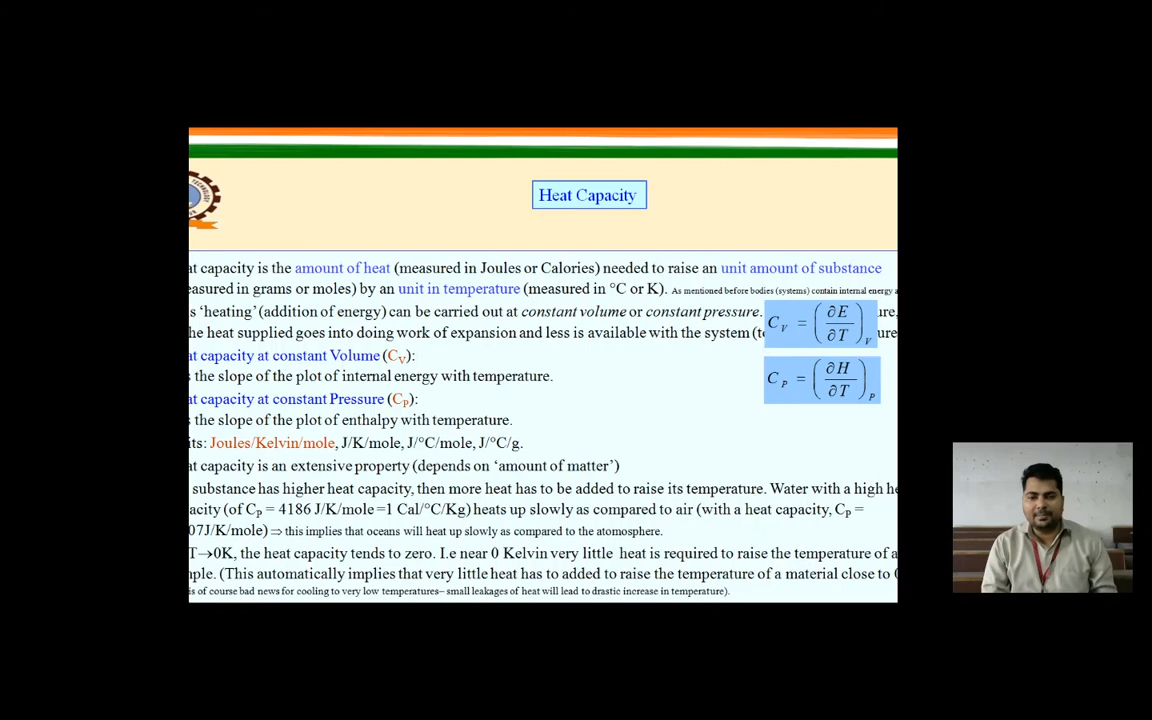 TECHNOLOGY
Heat Capacity
at capacity is the amount of heat (measured in Joules or Calories) needed to raise an unit amount of substance
easured in grams or moles) by an unit in temperature (measured in °C or K). As mentioned before bodies (systems) contain internal energy a
s 'heating' (addition of energy) can be carried out at constant volume or constant pressure. ure,
he heat supplied goes into doing work of expansion and less is available with the system (to ure
C_V = (∂E/∂T)_V
at capacity at constant Volume (C_V):
s the slope of the plot of internal energy with temperature.
C_P = (∂H/∂T)_P
at capacity at constant Pressure (C_P):
s the slope of the plot of enthalpy with temperature.
its: Joules/Kelvin/mole, J/K/mole, J/°C/mole, J/°C/g.
at capacity is an extensive property (depends on 'amount of matter')
substance has higher heat capacity, then more heat has to be added to raise its temperature. Water with a high he
acity (of C_P = 4186 J/K/mole =1 Cal/°C/Kg) heats up slowly as compared to air (with a heat capacity, C_P =
07J/K/mole) ⇒ this implies that oceans will heat up slowly as compared to the atomosphere.
T→0K, the heat capacity tends to zero. I.e near 0 Kelvin very little heat is required to raise the temperature of a
ple. (This automatically implies that very little heat has to added to raise the temperature of a material close to 0
is of course bad news for cooling to very low temperatures– small leakages of heat will lead to drastic increase in temperature).